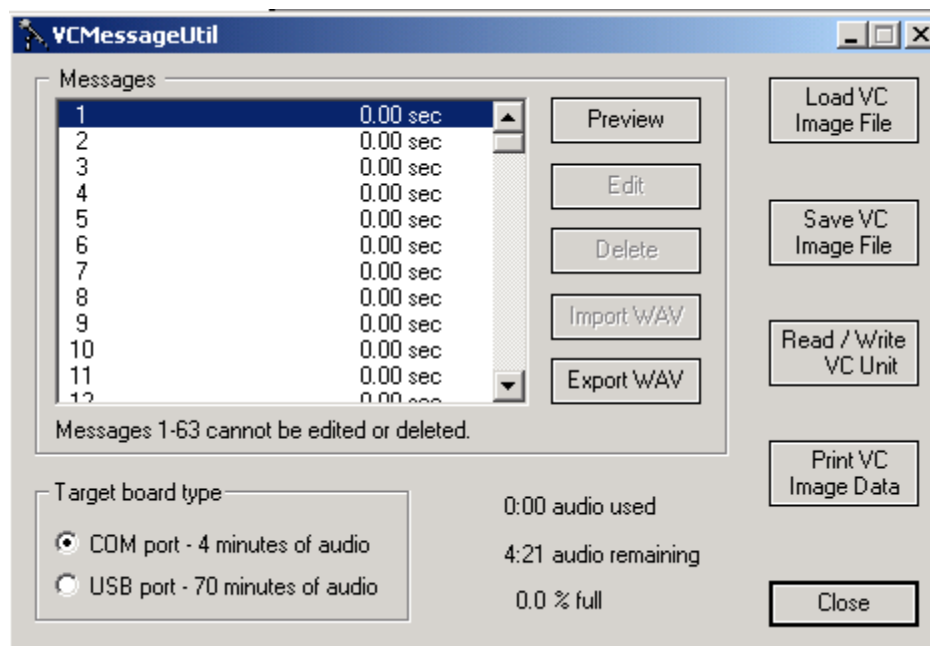 VCMessageUtil
Messages
1 0.00 sec
2 0.00 sec
3 0.00 sec
4 0.00 sec
5 0.00 sec
6 0.00 sec
7 0.00 sec
8 0.00 sec
9 0.00 sec
10 0.00 sec
11 0.00 sec
12 0.00 sec
Messages 1-63 cannot be edited or deleted.
Preview
Edit
Delete
Import WAV
Export WAV
Load VC
Image File
Save VC
Image File
Read / Write
VC Unit
Print VC
Image Data
Close
Target board type
COM port - 4 minutes of audio
USB port - 70 minutes of audio
0:00 audio used
4:21 audio remaining
0.0 % full